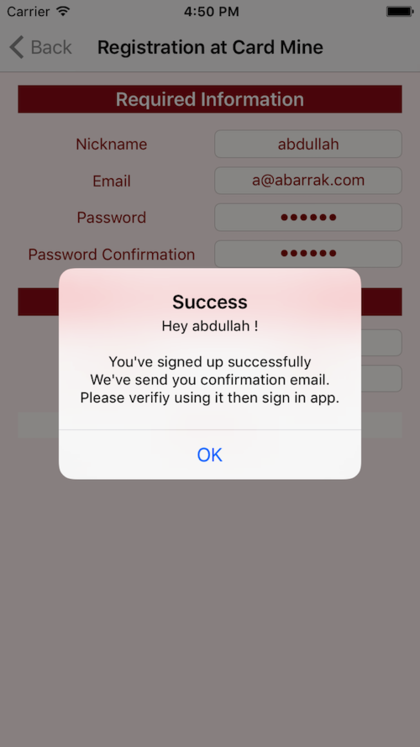 Carrier 4:50 PM
Back Registration at Card Mine
Required Information
Nickname abdullah
Email a@abarrak.com
Password ••••••
Password Confirmation ••••••
Success
Hey abdullah !
You've signed up successfully
We've send you confirmation email.
Please verifiy using it then sign in app.
OK